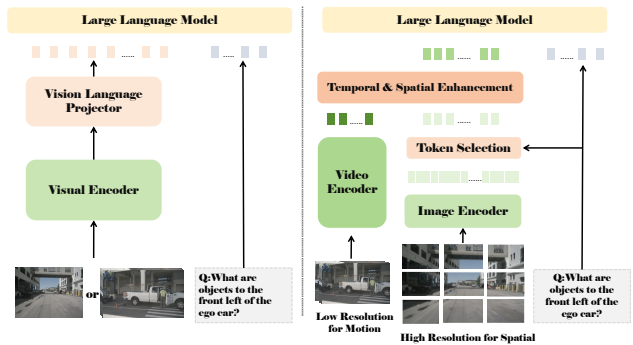 Large Language Model
Vision Language
Projector
Visual Encoder
or
Q:What are
objects to the
front left of the
ego car?
Large Language Model
Temporal & Spatial Enhancement
Token Selection
Video
Encoder
Image Encoder
Low Resolution
for Motion
High Resolution for Spatial
Q:What are
objects to the
front left of the
ego car?